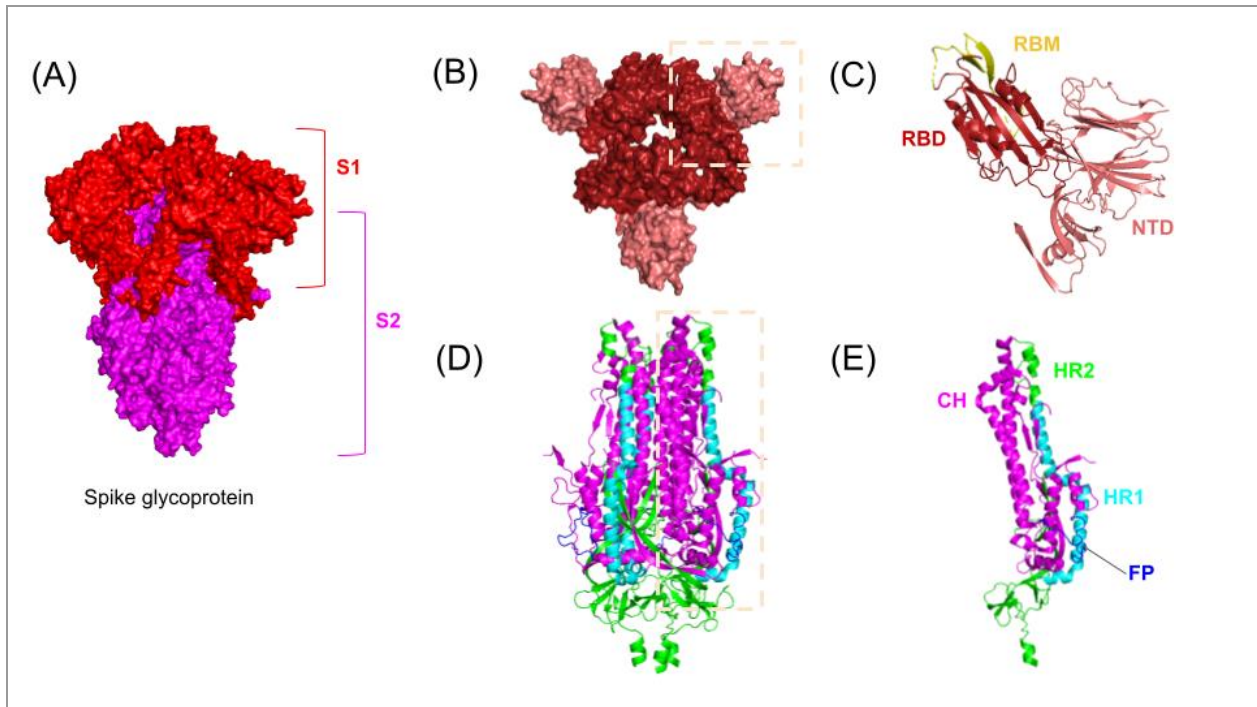 (A)
S1
S2
Spike glycoprotein
(B)
(C)
RBM
RBD
NTD
(D)
(E)
HR2
CH
HR1
FP